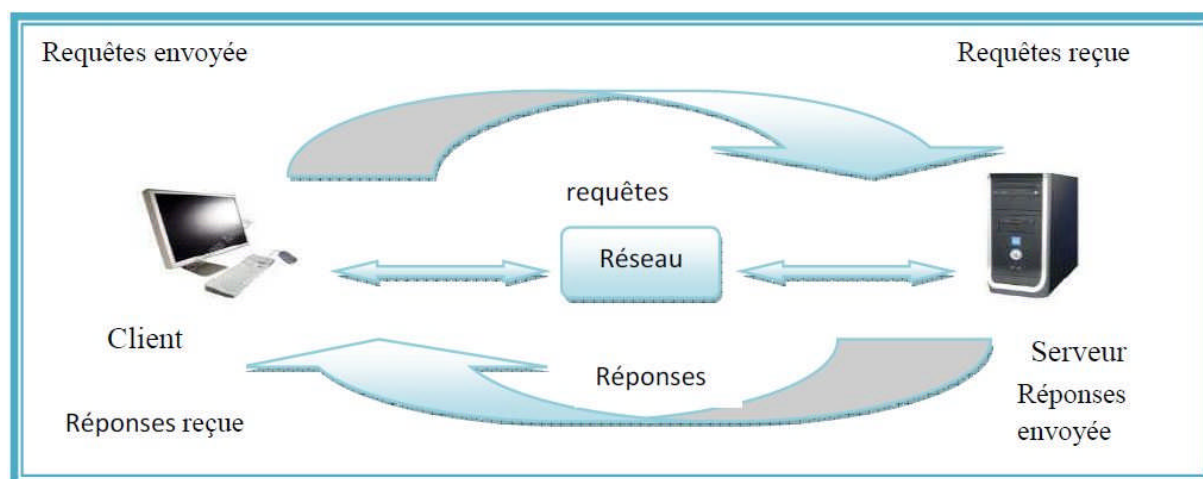 Requêtes envoyée
Requêtes reçue
requêtes
Réseau
Client
Serveur
Réponses
Réponses reçue
Réponses
envoyée